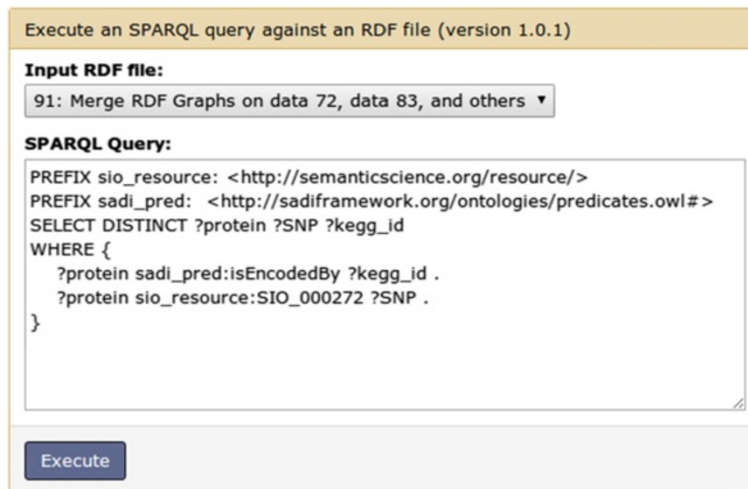 Execute an SPARQL query against an RDF file (version 1.0.1)
Input RDF file:
91: Merge RDF Graphs on data 72, data 83, and others ▼
SPARQL Query:
PREFIX sio_resource: <http://semanticscience.org/resource/>
PREFIX sadi_pred:  <http://sadiframework.org/ontologies/predicates.owl#>
SELECT DISTINCT ?protein ?SNP ?kegg_id
WHERE {
?protein sadi_pred:isEncodedBy ?kegg_id .
?protein sio_resource:SIO_000272 ?SNP .
}
Execute